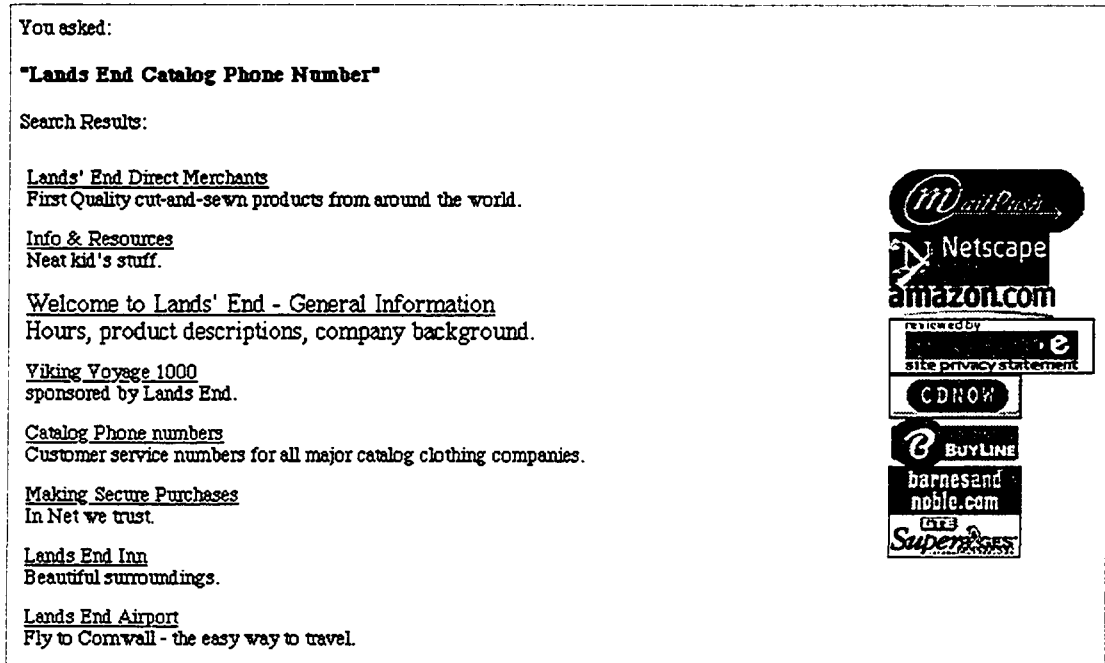 You asked:
"Lands End Catalog Phone Number"
Search Results:
Lands' End Direct Merchants
First Quality cut-and-sewn products from around the world.
Info & Resources
Neat kid's stuff.
Welcome to Lands' End - General Information
Hours, product descriptions, company background.
Viking Voyage 1000
sponsored by Lands End.
Catalog Phone numbers
Customer service numbers for all major catalog clothing companies.
Making Secure Purchases
In Net we trust.
Lands End Inn
Beautiful surroundings.
Lands End Airport
Fly to Cornwall - the easy way to travel.
MailPush
N Netscape
amazon.com
reviewed by
e
site privacy statement
CDNOW
B BUYLINE
barnesand
noble.com
GTE
SuperPAGES